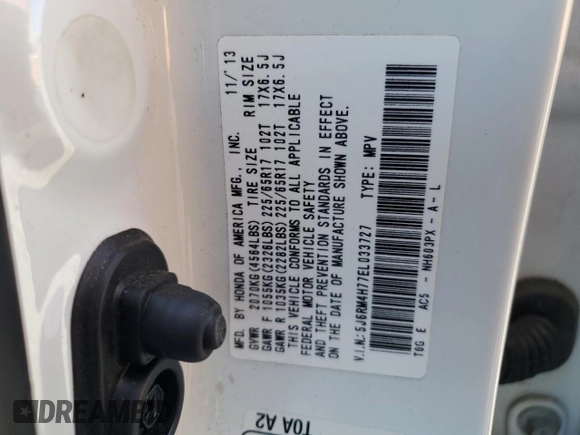 MFD. BY HONDA OF AMERICA MFG., INC. 11/'13
GVWR 2070KG(4564LBS) TIRE SIZE RIM SIZE
GAWR F 1055KG(2326LBS) 225/65R17 102T 17X6.5J
GAWR R 1035KG(2282LBS) 225/65R17 102T 17X6.5J
THIS VEHICLE CONFORMS TO ALL APPLICABLE
FEDERAL MOTOR VEHICLE SAFETY
AND THEFT PREVENTION STANDARDS IN EFFECT
ON THE DATE OF MANUFACTURE SHOWN ABOVE.
V.I.N.:5J6RM4H77EL033727 TYPE: MPV
T0G E AC5 - NH603PX - A - L
T0A A2
DREAMBID